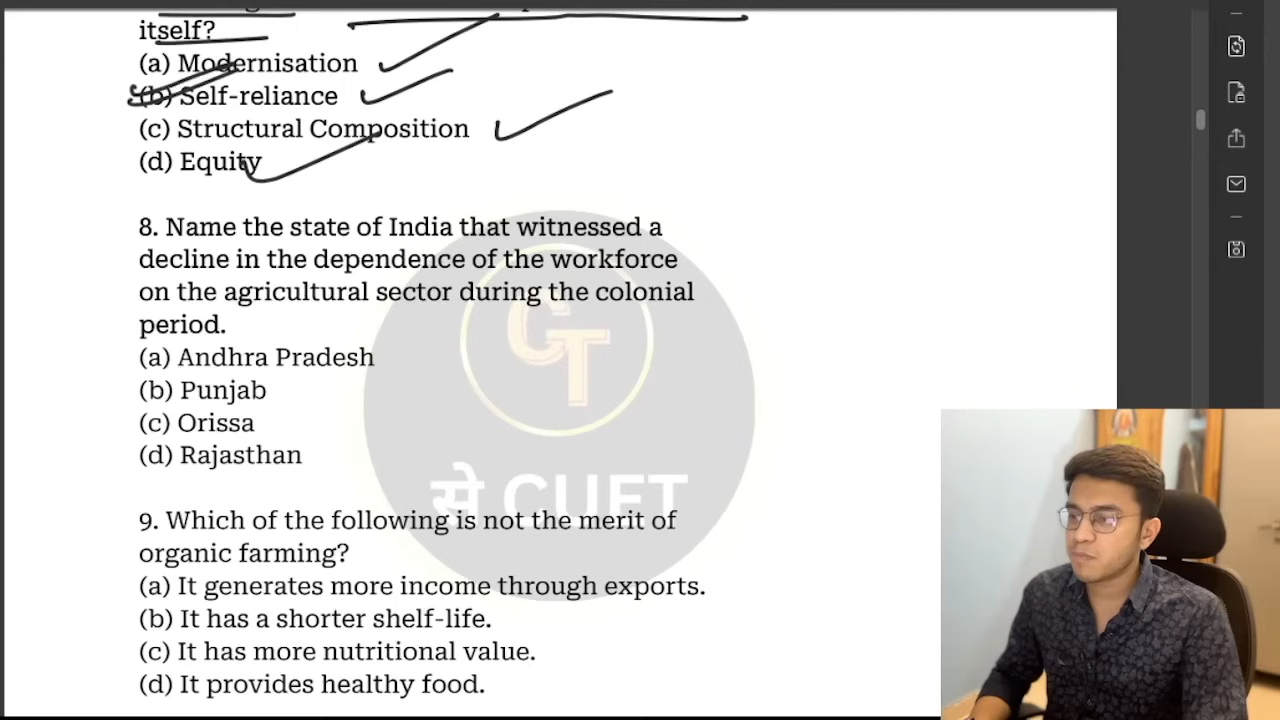 itself?
(a) Modernisation
(b) Self-reliance
(c) Structural Composition
(d) Equity
8. Name the state of India that witnessed a
decline in the dependence of the workforce
on the agricultural sector during the colonial
period.
(a) Andhra Pradesh
(b) Punjab
(c) Orissa
(d) Rajasthan
CT
से CUET
9. Which of the following is not the merit of
organic farming?
(a) It generates more income through exports.
(b) It has a shorter shelf-life.
(c) It has more nutritional value.
(d) It provides healthy food.